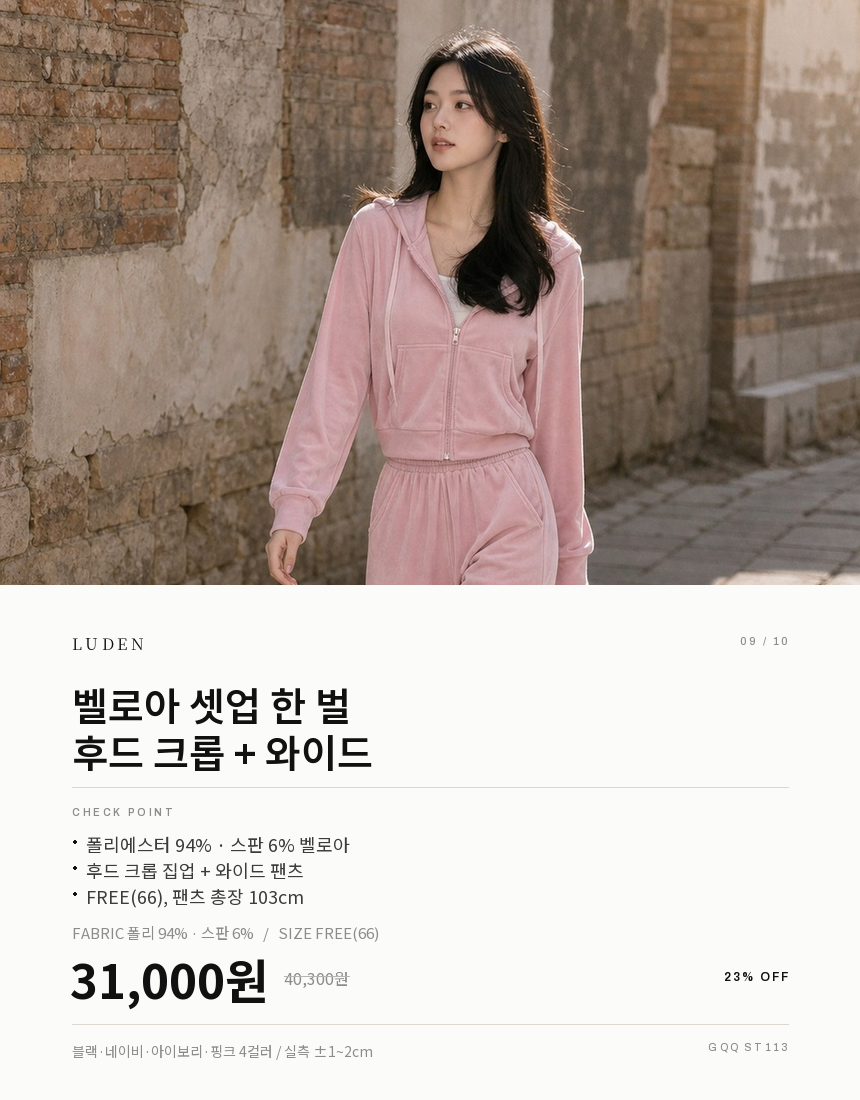 LUDEN
09 / 10
벨로아 셋업 한 벌
후드 크롭 + 와이드
CHECK POINT
• 폴리에스터 94% · 스판 6% 벨로아
• 후드 크롭 집업 + 와이드 팬츠
• FREE(66), 팬츠 총장 103cm
FABRIC 폴리 94% · 스판 6% / SIZE FREE(66)
31,000원 40,300원
23% OFF
블랙·네이비·아이보리·핑크 4컬러 / 실측 ±1~2cm
GQQ ST113